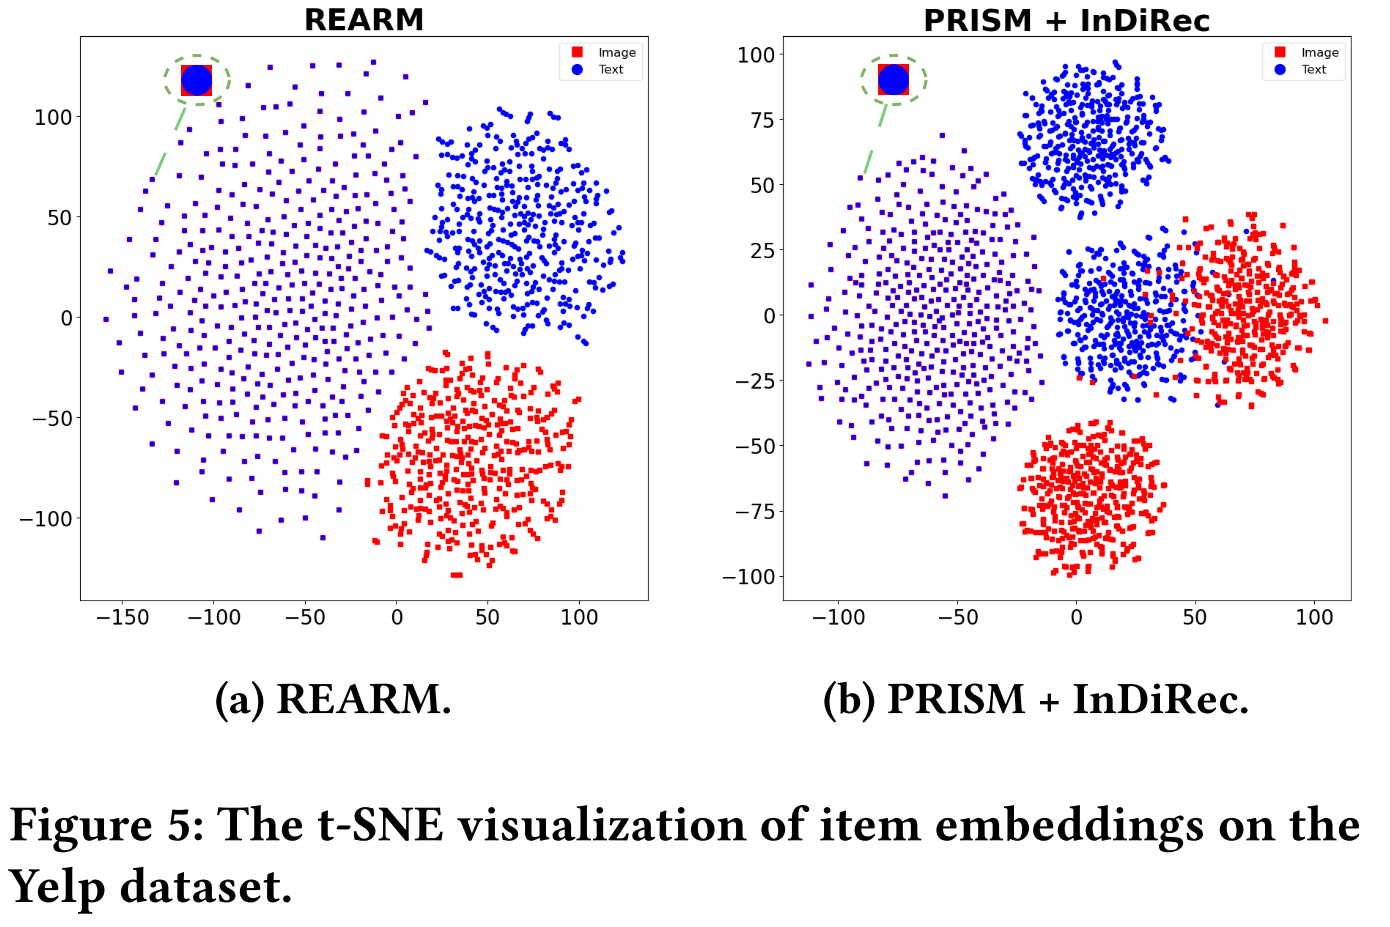 REARM
Image
Text
100
50
0
−50
−100
−150
−100
−50
0
50
100
(a) REARM.
PRISM + InDiRec
Image
Text
100
75
50
25
0
−25
−50
−75
−100
−100
−50
0
50
100
(b) PRISM + InDiRec.
Figure 5: The t-SNE visualization of item embeddings on the
Yelp dataset.